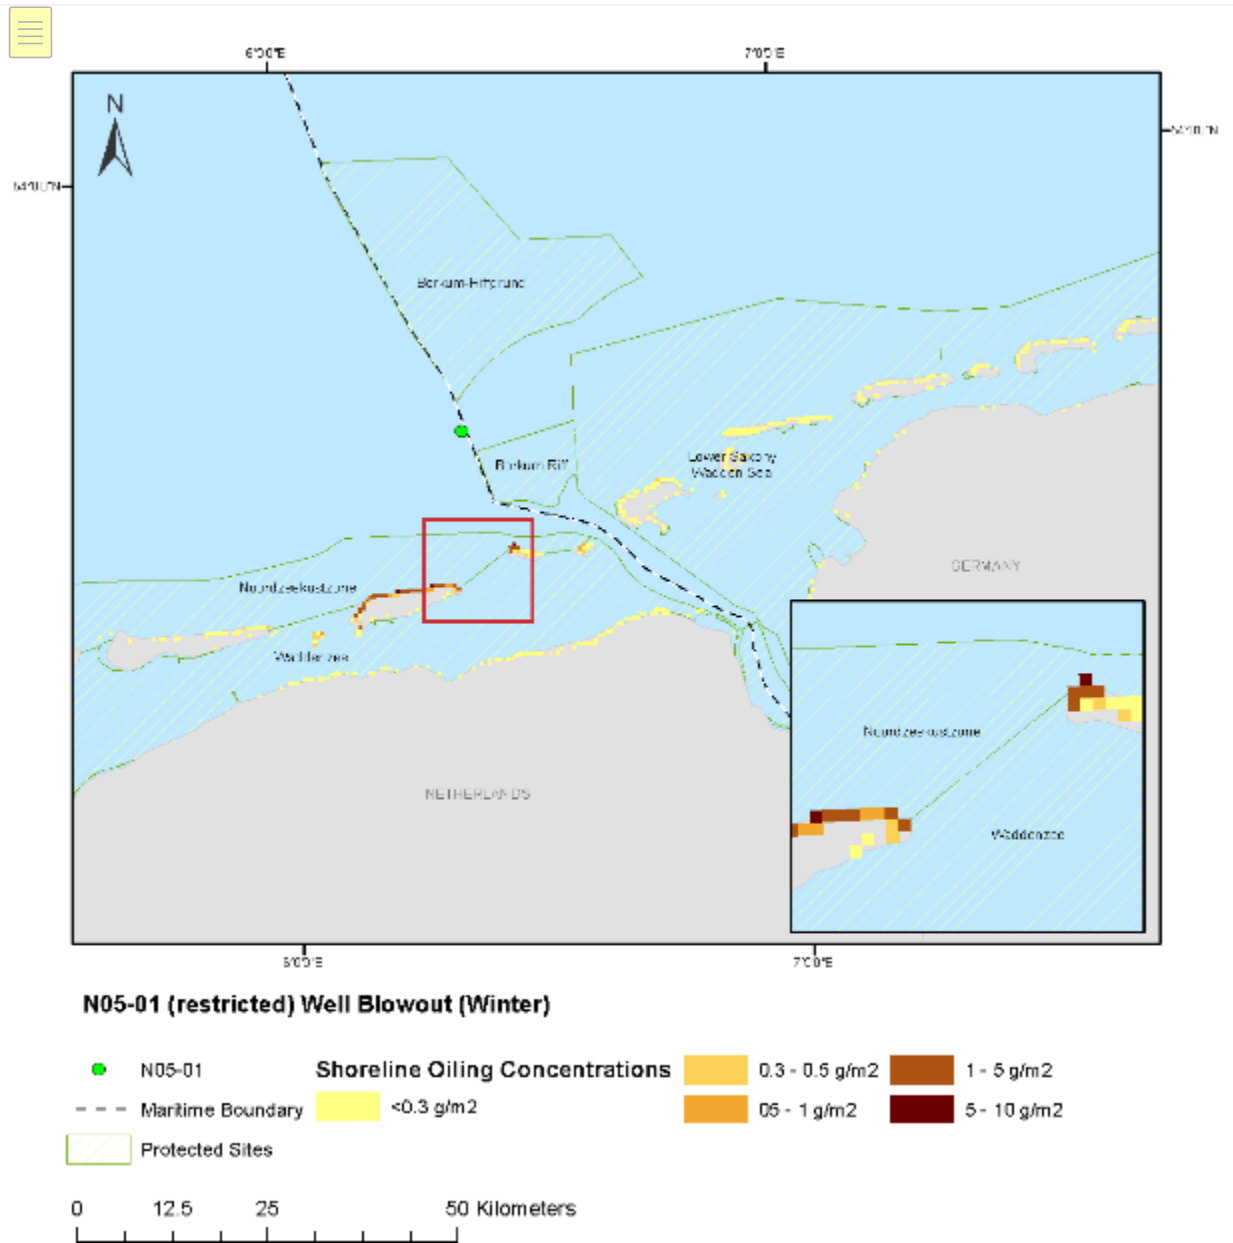 6°0'0"E
7°0'0"E
N
Borkum-Riffgrund
Borkum Riff
Lower Saxony
Wadden Sea
GERMANY
Noordzeekustzone
Waddenzee
NETHERLANDS
Noordzeekustzone
Waddenzee
6°0'0"E
7°0'0"E
N05-01 (restricted) Well Blowout (Winter)
N05-01
Maritime Boundary
Protected Sites
Shoreline Oiling Concentrations
<0.3 g/m2
0.3 - 0.5 g/m2
05 - 1 g/m2
1 - 5 g/m2
5 - 10 g/m2
0 12.5 25 50 Kilometers